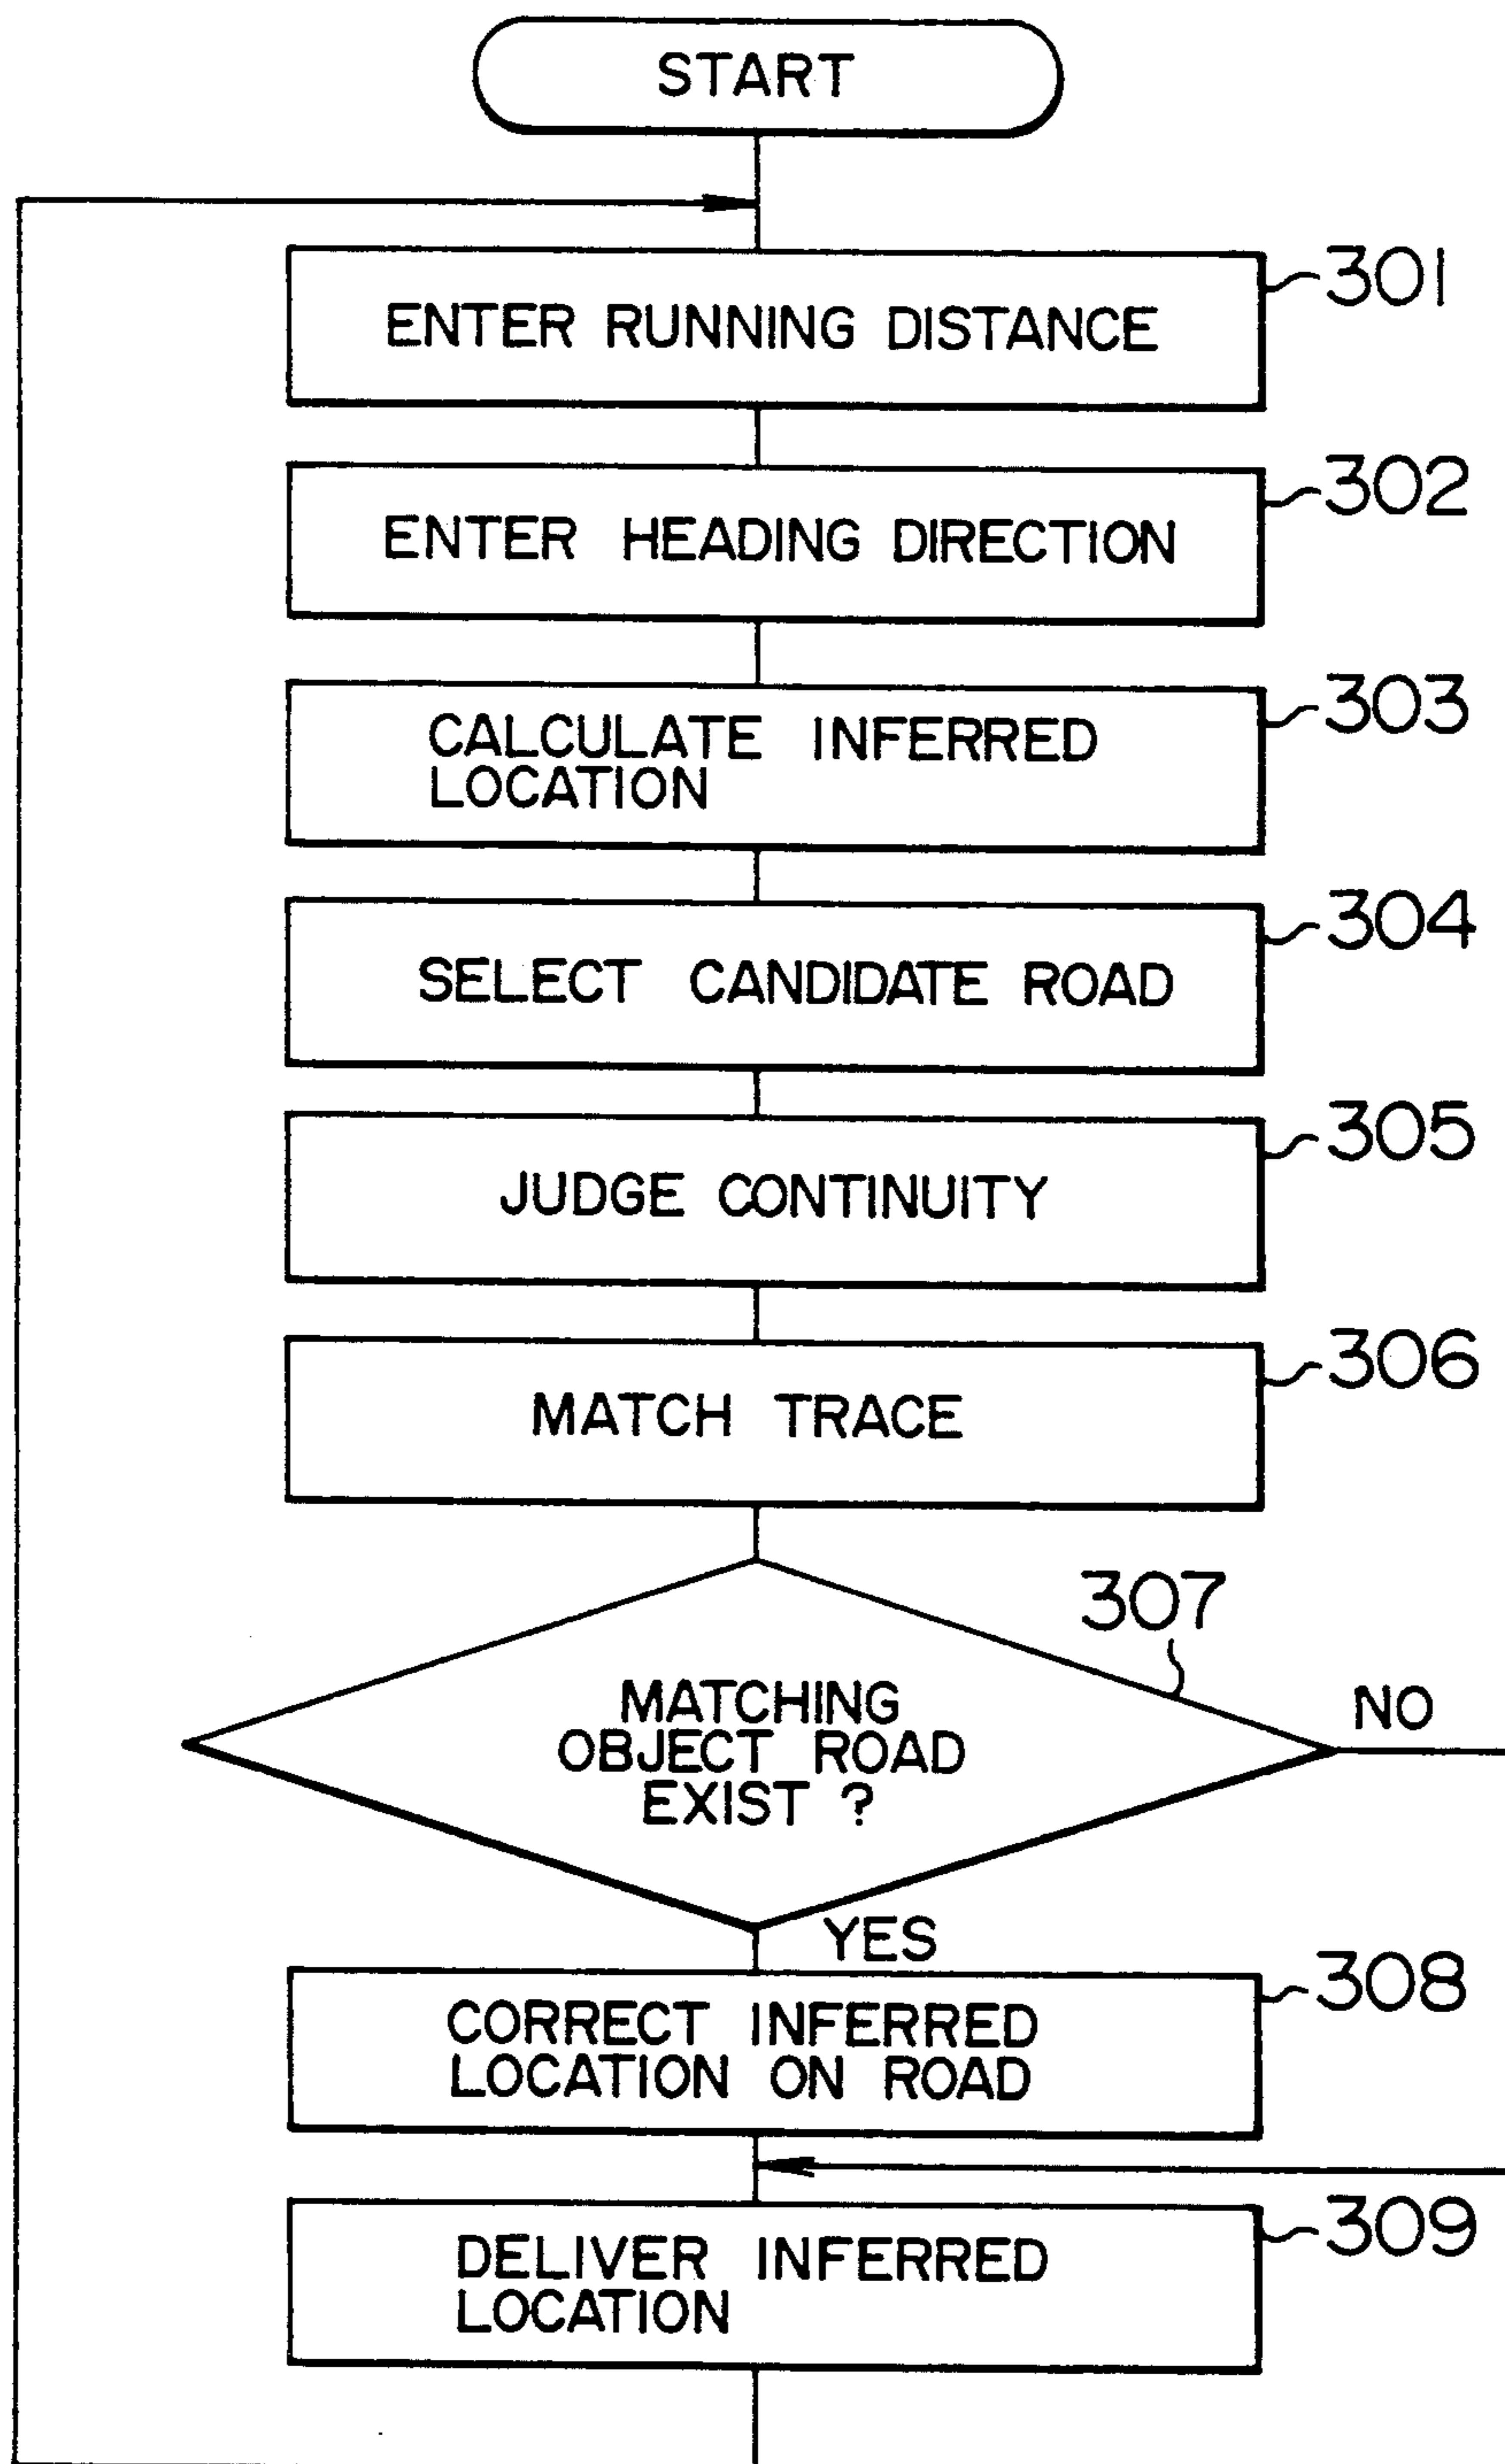 START
301
ENTER RUNNING DISTANCE
302
ENTER HEADING DIRECTION
303
CALCULATE INFERRED
LOCATION
304
SELECT CANDIDATE ROAD
305
JUDGE CONTINUITY
306
MATCH TRACE
307
MATCHING
OBJECT ROAD
EXIST ?
NO
YES
308
CORRECT INFERRED
LOCATION ON ROAD
309
DELIVER INFERRED
LOCATION